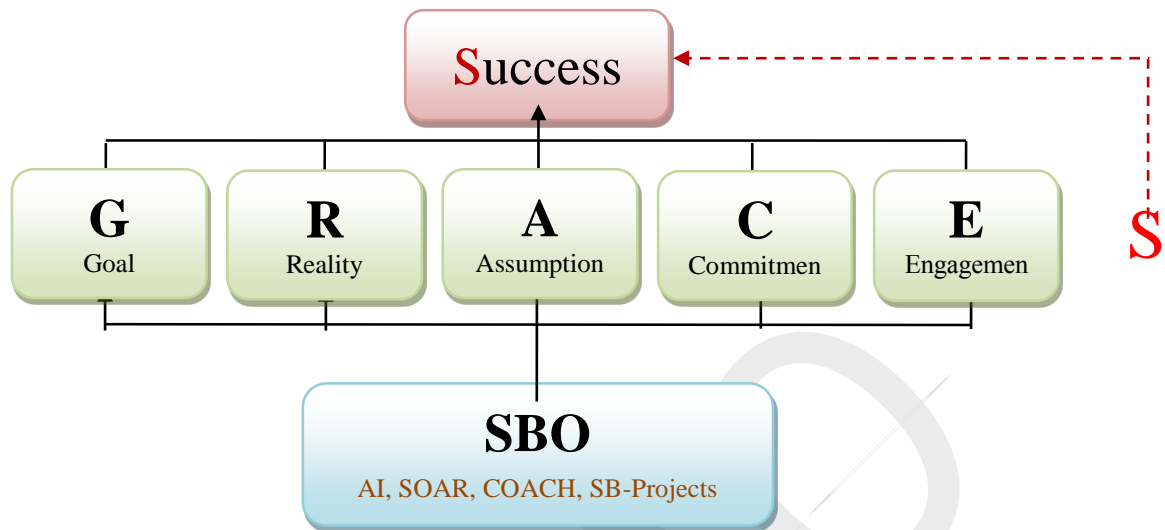 Success
G
Goal
R
Reality
A
Assumption
C
Commitmen
E
Engagemen
S
SBO
AI, SOAR, COACH, SB-Projects